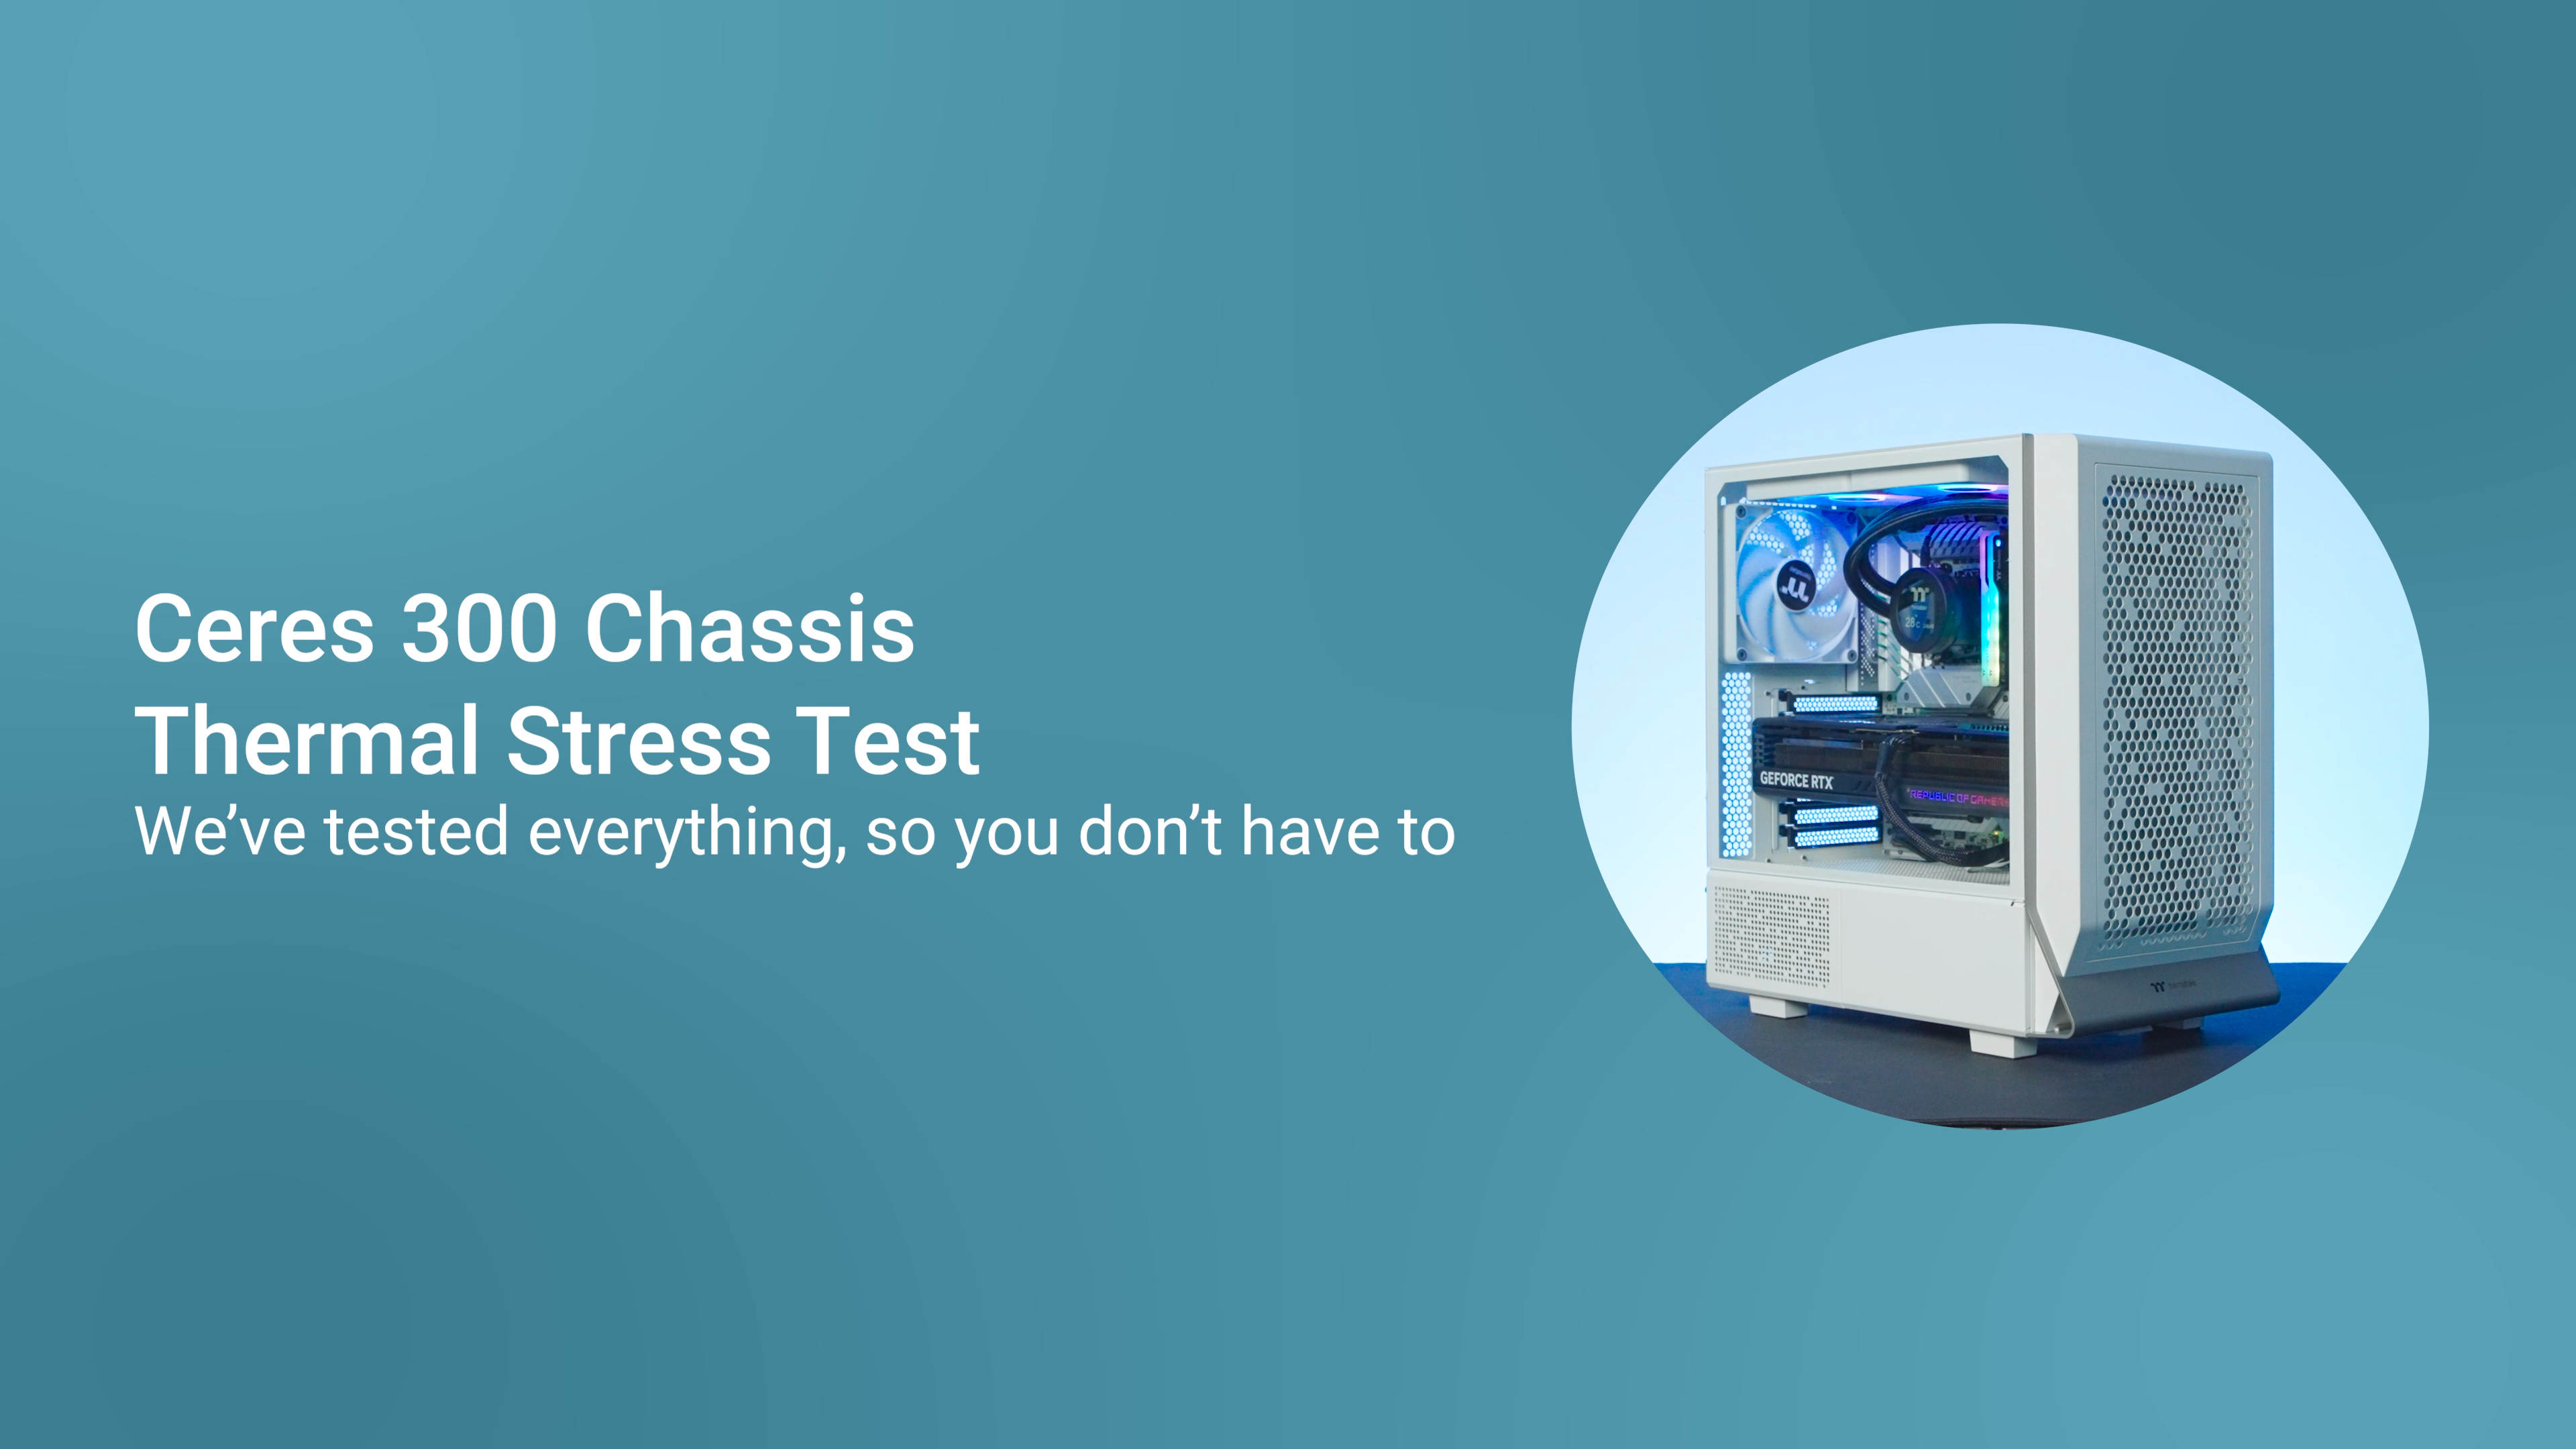 Ceres 300 Chassis
Thermal Stress Test
We’ve tested everything, so you don’t have to
28
GEFORCE RTX
REPUBLIC OF GAMERS